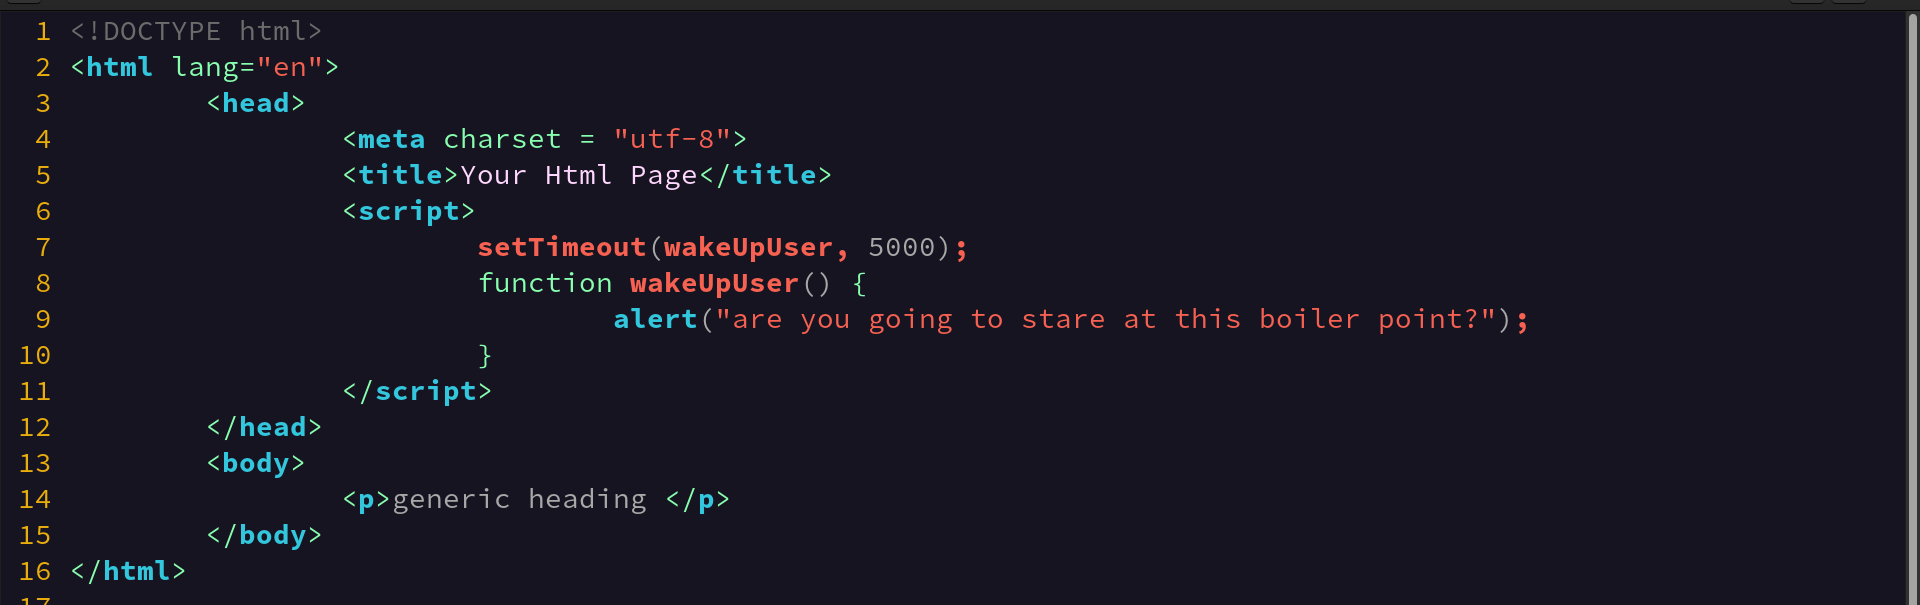 1 <!DOCTYPE html>
2 <html lang="en">
3         <head>
4                 <meta charset = "utf-8">
5                 <title>Your Html Page</title>
6                 <script>
7                         setTimeout(wakeUpUser, 5000);
8                         function wakeUpUser() {
9                                 alert("are you going to stare at this boiler point?");
10                         }
11                 </script>
12         </head>
13         <body>
14                 <p>generic heading </p>
15         </body>
16 </html>
17